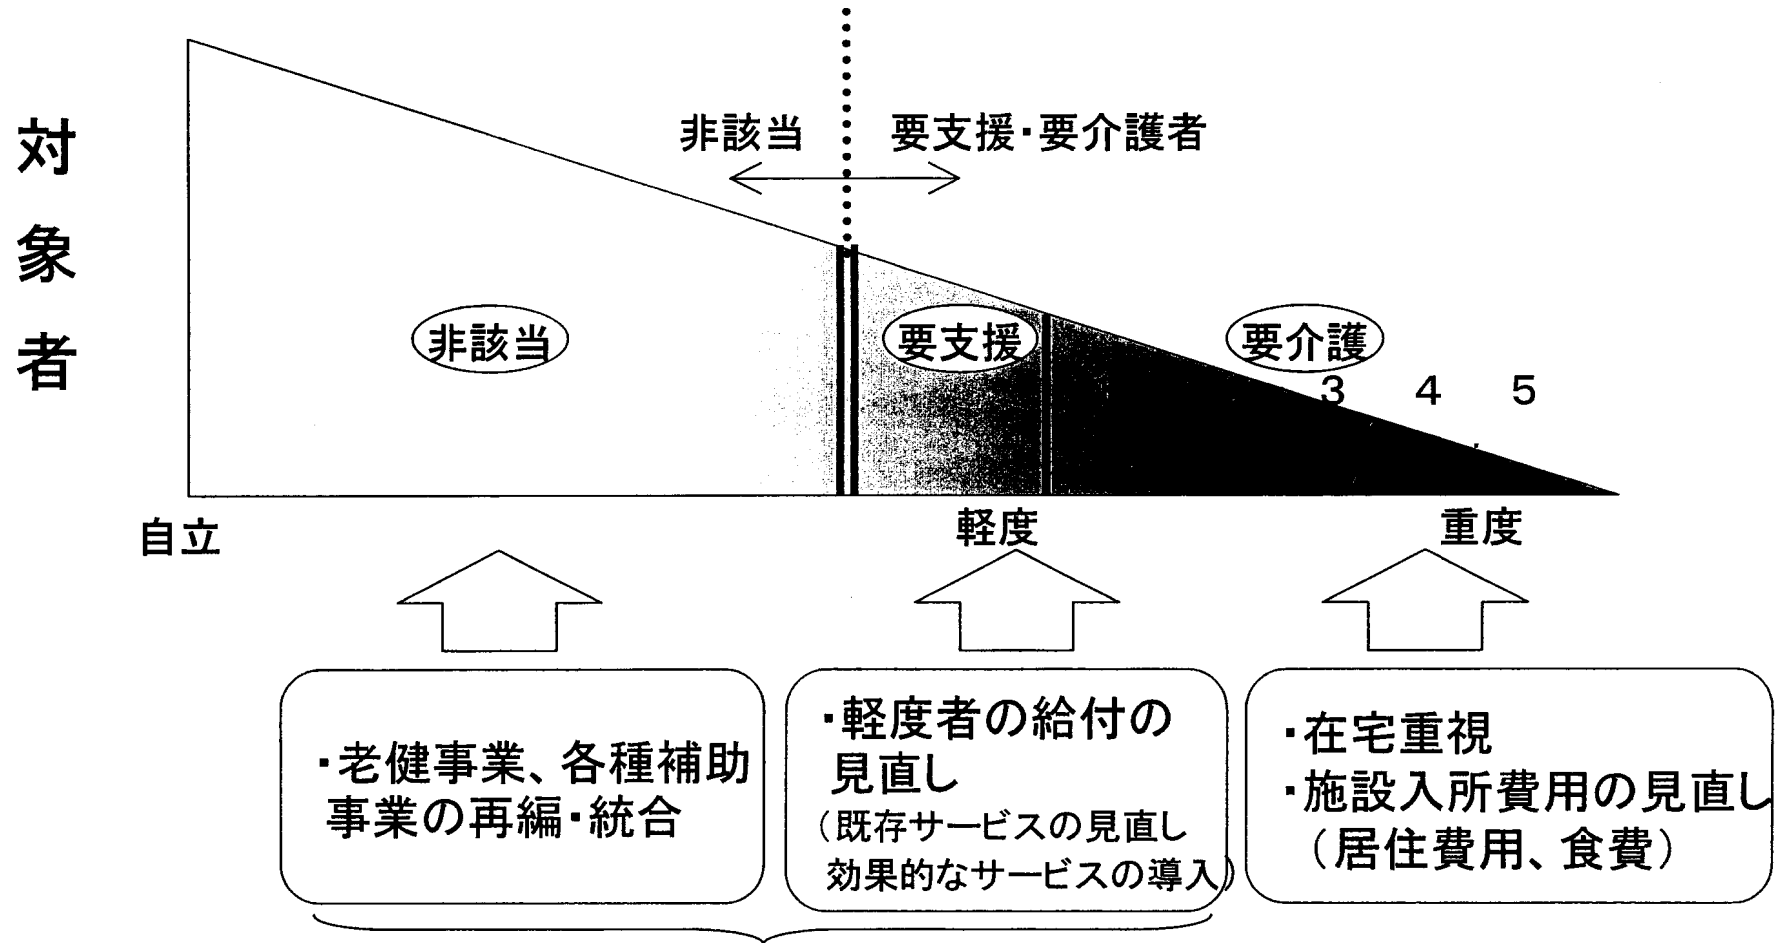 対象者
非該当
要支援・要介護者
非該当
要支援
要介護
3 4 5
自立
軽度
重度
・老健事業、各種補助
事業の再編・統合
・軽度者の給付の
見直し
（既存サービスの見直し
効果的なサービスの導入）
・在宅重視
・施設入所費用の見直し
（居住費用、食費）